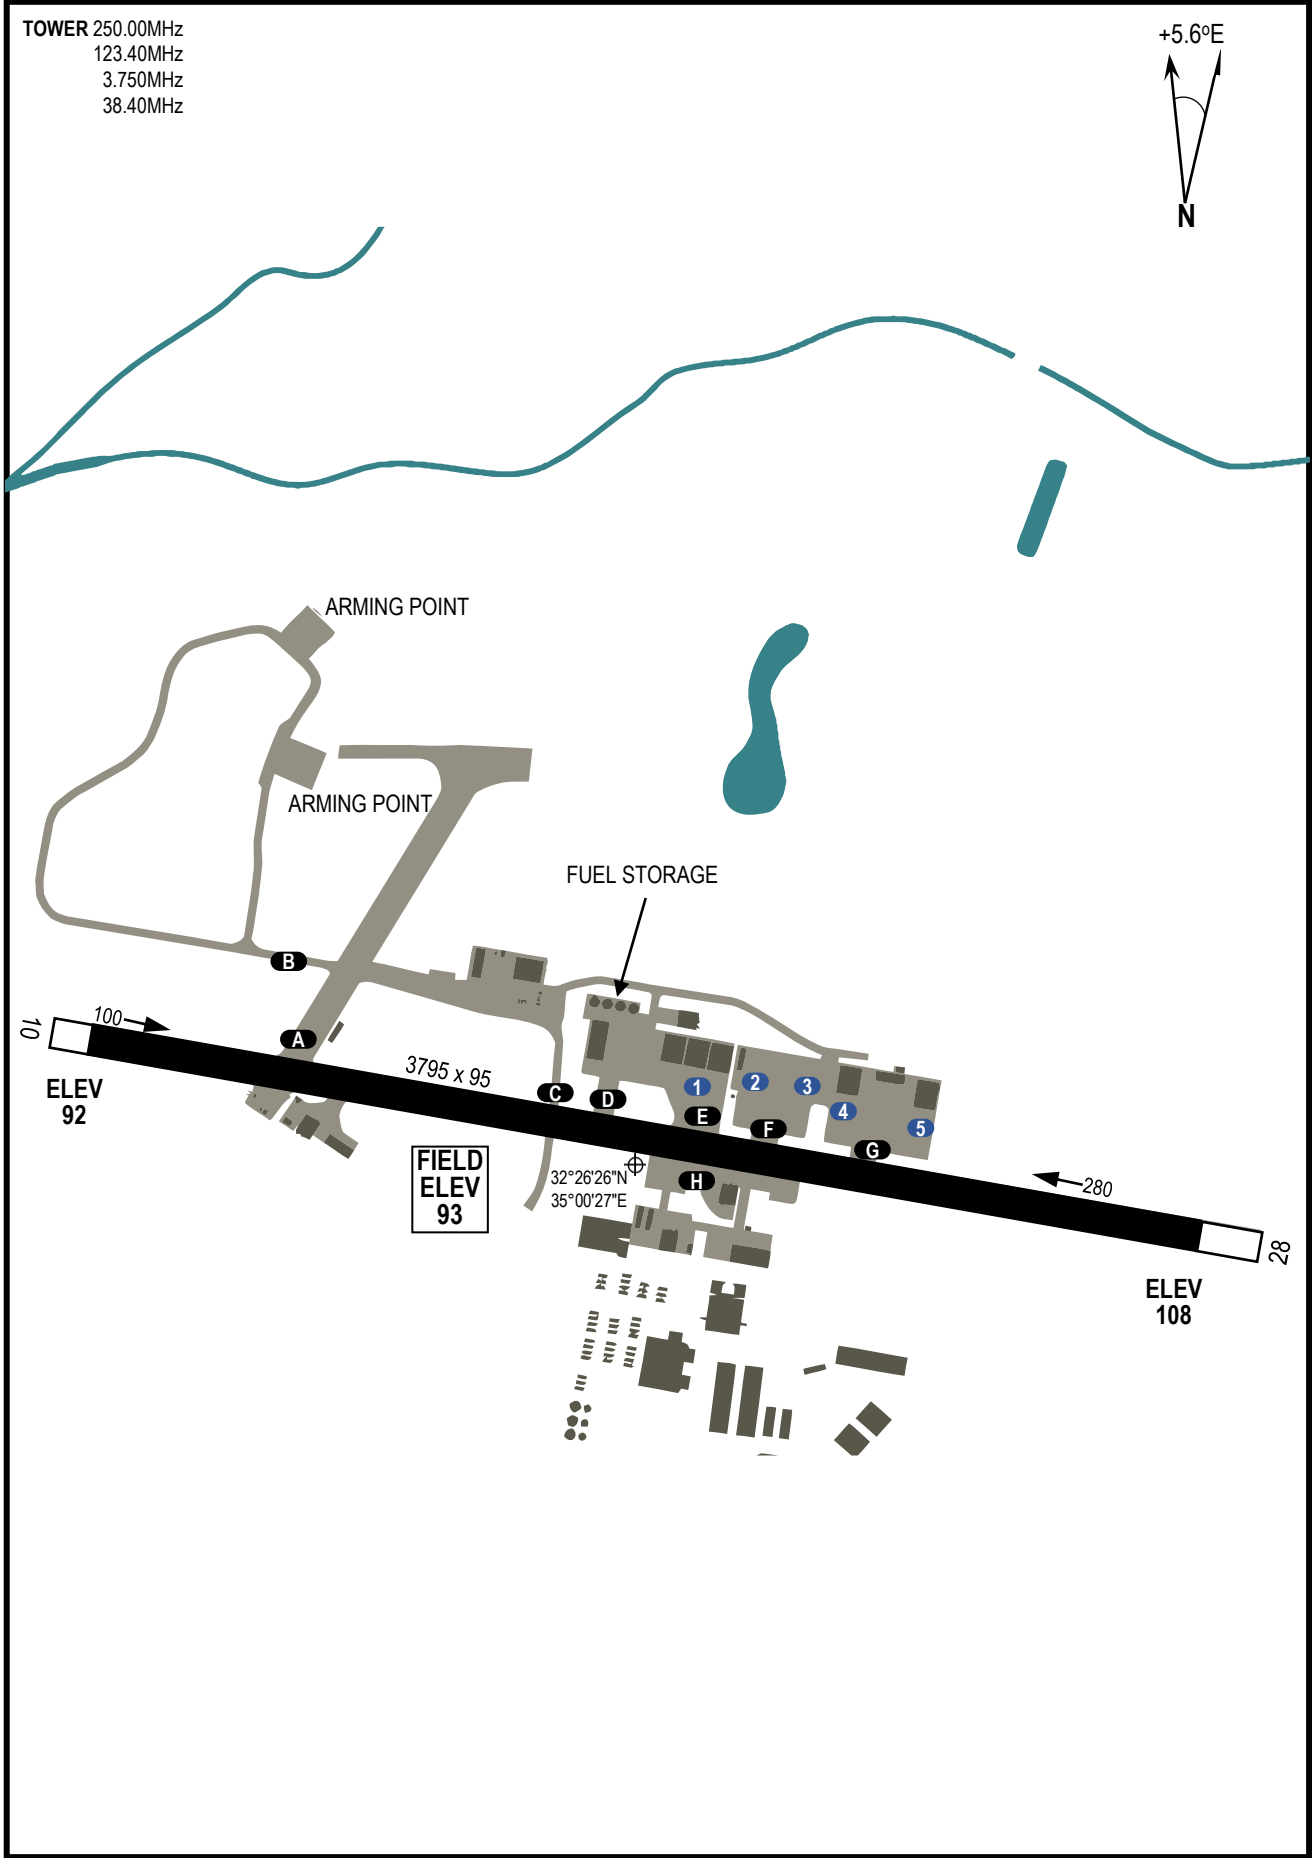 TOWER 250.00MHz
123.40MHz
3.750MHz
38.40MHz
+5.6ºE
N
ARMING POINT
ARMING POINT
FUEL STORAGE
B
100
10
A
3795 x 95
ELEV
92
C
D
1
2
3
4
5
E
F
G
H
FIELD
ELEV
93
32°26'26"N
35°00'27"E
280
28
ELEV
108